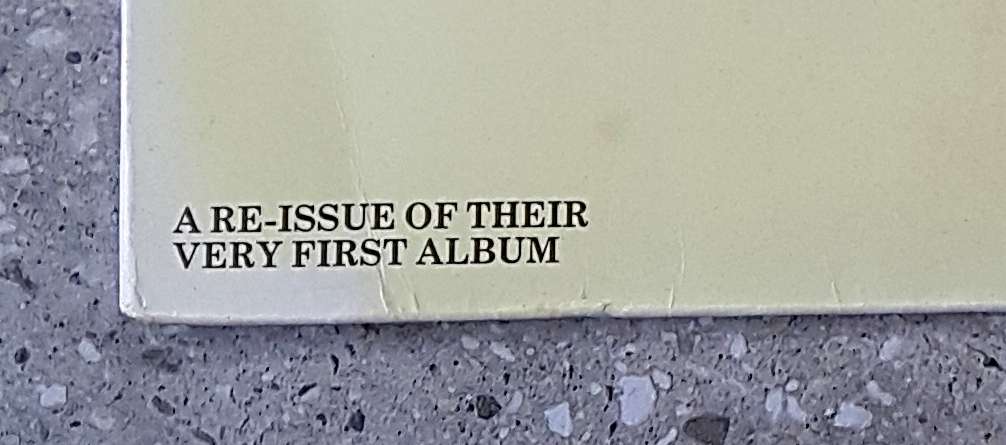 A RE-ISSUE OF THEIR
VERY FIRST ALBUM